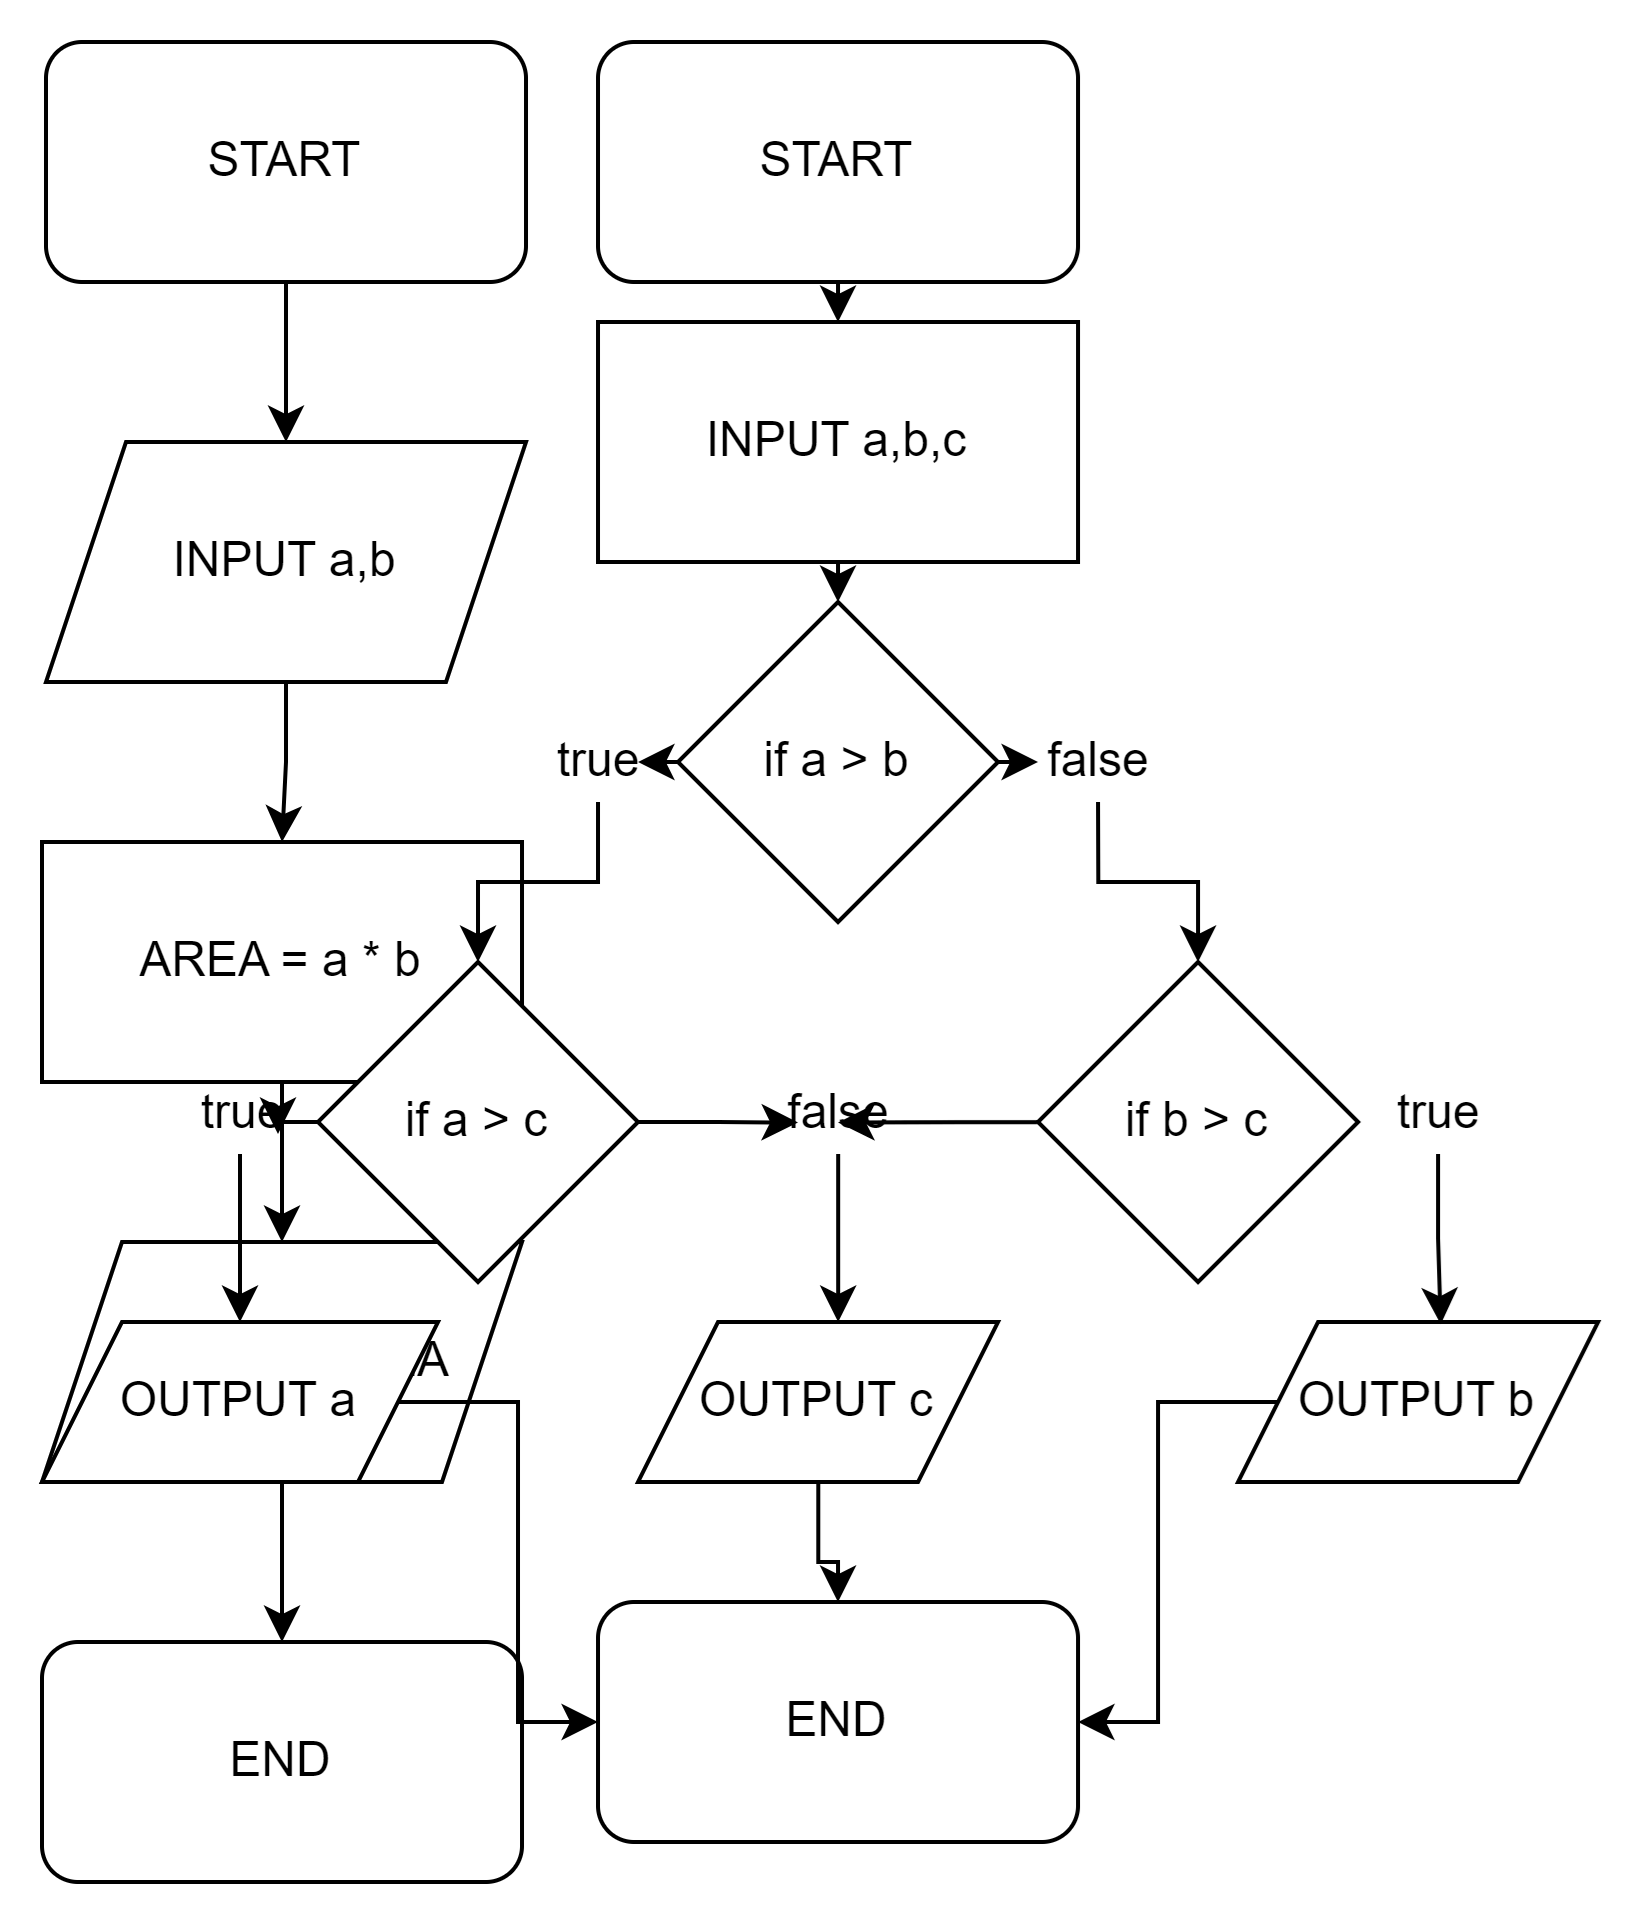 START
START
INPUT a,b,c
INPUT a,b
true
if a > b
false
AREA = a * b
true
if a > c
false
if b > c
true
A
OUTPUT a
OUTPUT c
OUTPUT b
END
END